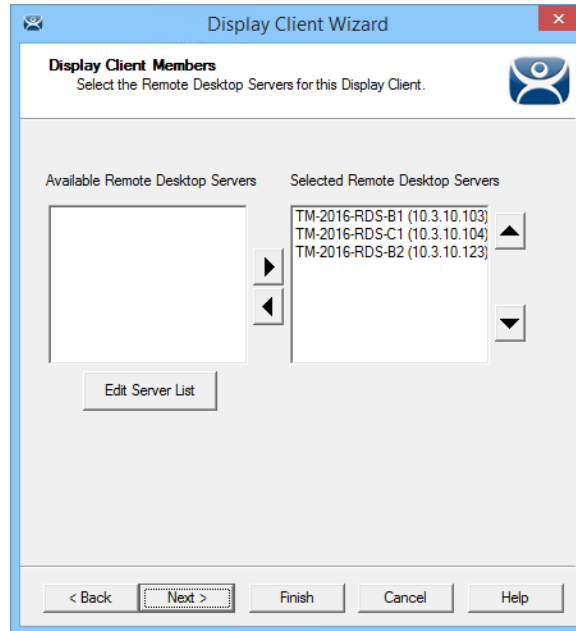 Display Client Wizard
Display Client Members
Select the Remote Desktop Servers for this Display Client.
Available Remote Desktop Servers
Selected Remote Desktop Servers
TM-2016-RDS-B1 (10.3.10.103)
TM-2016-RDS-C1 (10.3.10.104)
TM-2016-RDS-B2 (10.3.10.123)
Edit Server List
< Back Next > Finish Cancel Help